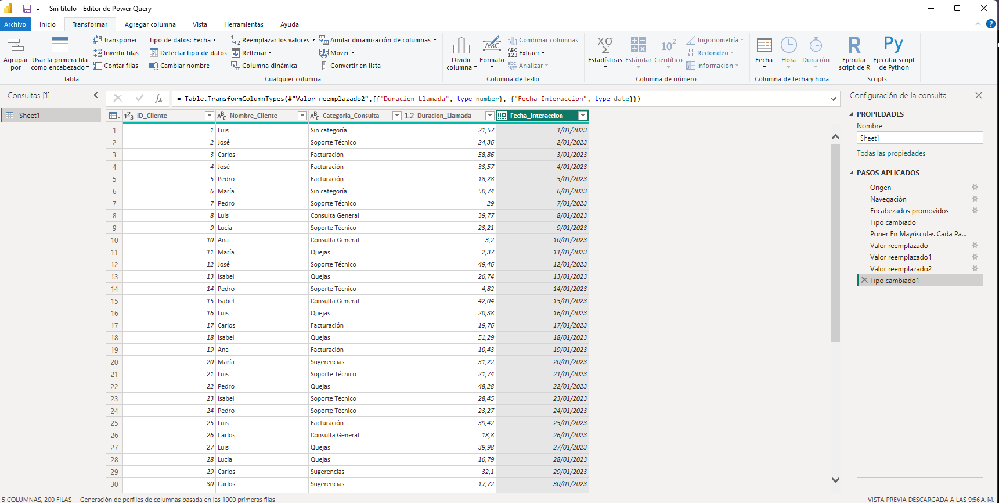 Sin título - Editor de Power Query
Archivo Inicio Transformar Agregar columna Vista Herramientas Ayuda
Agrupar por
Usar la primera fila como encabezado
Transponer
Invertir filas
Contar filas
Tabla
Tipo de datos: Fecha
Detectar tipo de datos
Cambiar nombre
Reemplazar los valores
Rellenar
Columna dinámica
Anular dinamización de columnas
Mover
Convertir en lista
Cualquier columna
Dividir columna
Formato
Combinar columnas
Extraer
Analizar
Columna de texto
Estadísticas
Estándar
Científico
Trigonometría
Redondeo
Información
Columna de número
Fecha
Hora
Duración
Columna de fecha y hora
Ejecutar script de R
Ejecutar script de Python
Scripts
Consultas [1]
Sheet1
= Table.TransformColumnTypes(#"Valor reemplazado2",{{"Duracion_Llamada", type number}, {"Fecha_Interaccion", type date}})
ID_Cliente Nombre_Cliente Categoria_Consulta 1.2 Duracion_Llamada Fecha_Interaccion
1 1 Luis Sin categoría 21,57 1/01/2023
2 2 José Soporte Técnico 24,36 2/01/2023
3 3 Carlos Facturación 58,86 3/01/2023
4 4 José Facturación 33,57 4/01/2023
5 5 Pedro Facturación 18,28 5/01/2023
6 6 María Sin categoría 50,74 6/01/2023
7 7 Pedro Soporte Técnico 29 7/01/2023
8 8 Luis Consulta General 39,77 8/01/2023
9 9 Lucía Soporte Técnico 23,21 9/01/2023
10 10 Ana Consulta General 3,2 10/01/2023
11 11 María Quejas 2,37 11/01/2023
12 12 José Soporte Técnico 49,46 12/01/2023
13 13 Isabel Quejas 26,74 13/01/2023
14 14 Pedro Soporte Técnico 4,82 14/01/2023
15 15 Isabel Consulta General 42,04 15/01/2023
16 16 Luis Quejas 20,38 16/01/2023
17 17 Carlos Facturación 19,76 17/01/2023
18 18 Isabel Quejas 51,29 18/01/2023
19 19 Ana Facturación 10,43 19/01/2023
20 20 María Sugerencias 31,22 20/01/2023
21 21 Luis Soporte Técnico 21,74 21/01/2023
22 22 Pedro Quejas 48,28 22/01/2023
23 23 Isabel Soporte Técnico 28,45 23/01/2023
24 24 Pedro Soporte Técnico 23,27 24/01/2023
25 25 Luis Facturación 39,42 25/01/2023
26 26 Carlos Consulta General 18,8 26/01/2023
27 27 Luis Quejas 39,98 27/01/2023
28 28 Lucía Quejas 16,79 28/01/2023
29 29 Carlos Sugerencias 32,1 29/01/2023
30 30 Carlos Sugerencias 17,72 30/01/2023
Configuración de la consulta
PROPIEDADES
Nombre
Sheet1
Todas las propiedades
PASOS APLICADOS
Origen
Navegación
Encabezados promovidos
Tipo cambiado
Poner En Mayúsculas Cada Pa...
Valor reemplazado
Valor reemplazado1
Valor reemplazado2
Tipo cambiado1
5 COLUMNAS, 200 FILAS Generación de perfiles de columnas basada en las 1000 primeras filas
VISTA PREVIA DESCARGADA A LAS 9:56 A. M.